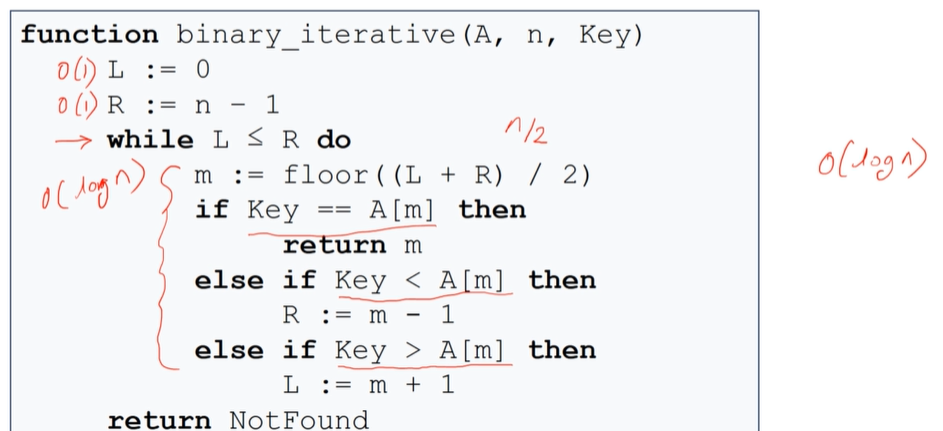 function binary_iterative(A, n, Key)
O(1) L := 0
O(1) R := n - 1
→ while L ≤ R do n/2
O(log n) { m := floor((L + R) / 2) O(log n)
if Key == A[m] then
return m
else if Key < A[m] then
R := m - 1
else if Key > A[m] then
L := m + 1
return NotFound